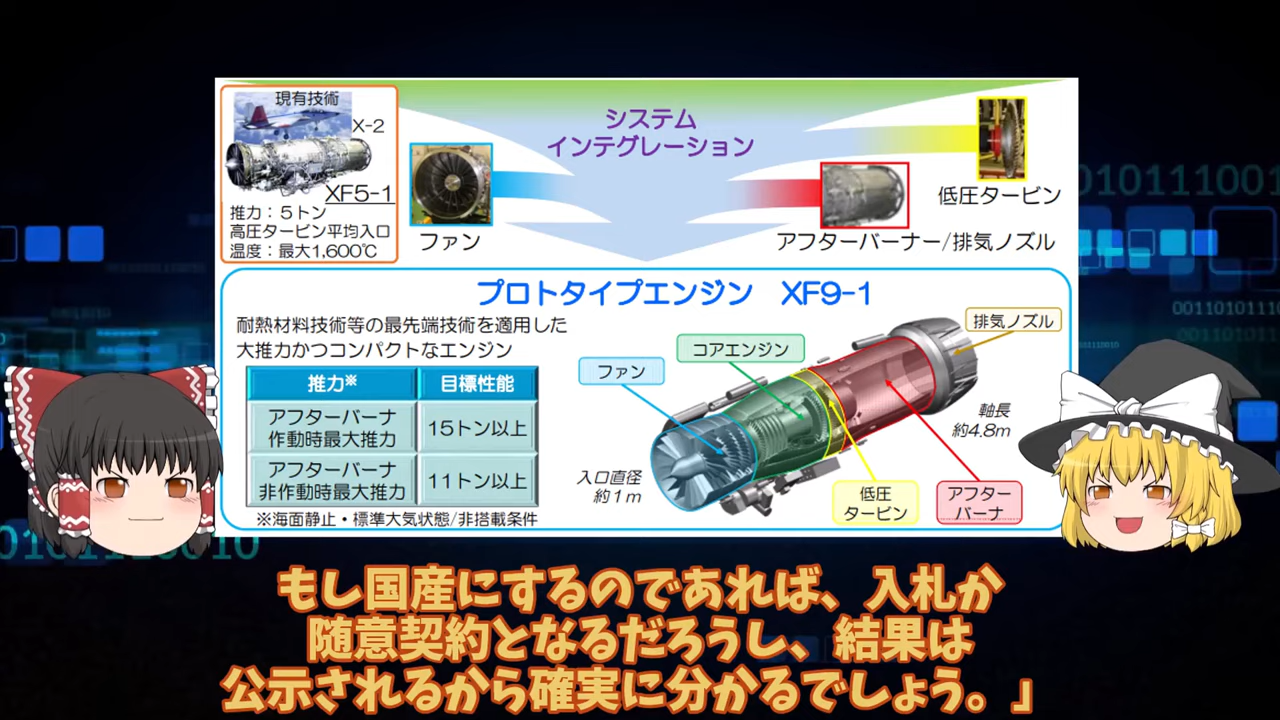 現有技術
X-2
XF5-1
推力：５トン
高圧タービン平均入口
温度：最大1,600℃
ファン
システム
インテグレーション
低圧タービン
アフターバーナー/排気ノズル
プロトタイプエンジン　XF9-1
耐熱材料技術等の最先端技術を適用した
大推力かつコンパクトなエンジン
推力※
目標性能
アフターバーナ
作動時最大推力
15トン以上
アフターバーナ
非作動時最大推力
11トン以上
※海面静止・標準大気状態/非搭載条件
ファン
コアエンジン
排気ノズル
軸長
約4.8m
入口直径
約１m
低圧
タービン
アフター
バーナ
もし国産にするのであれば、入札か
随意契約となるだろうし、結果は
公示されるから確実に分かるでしょう。」